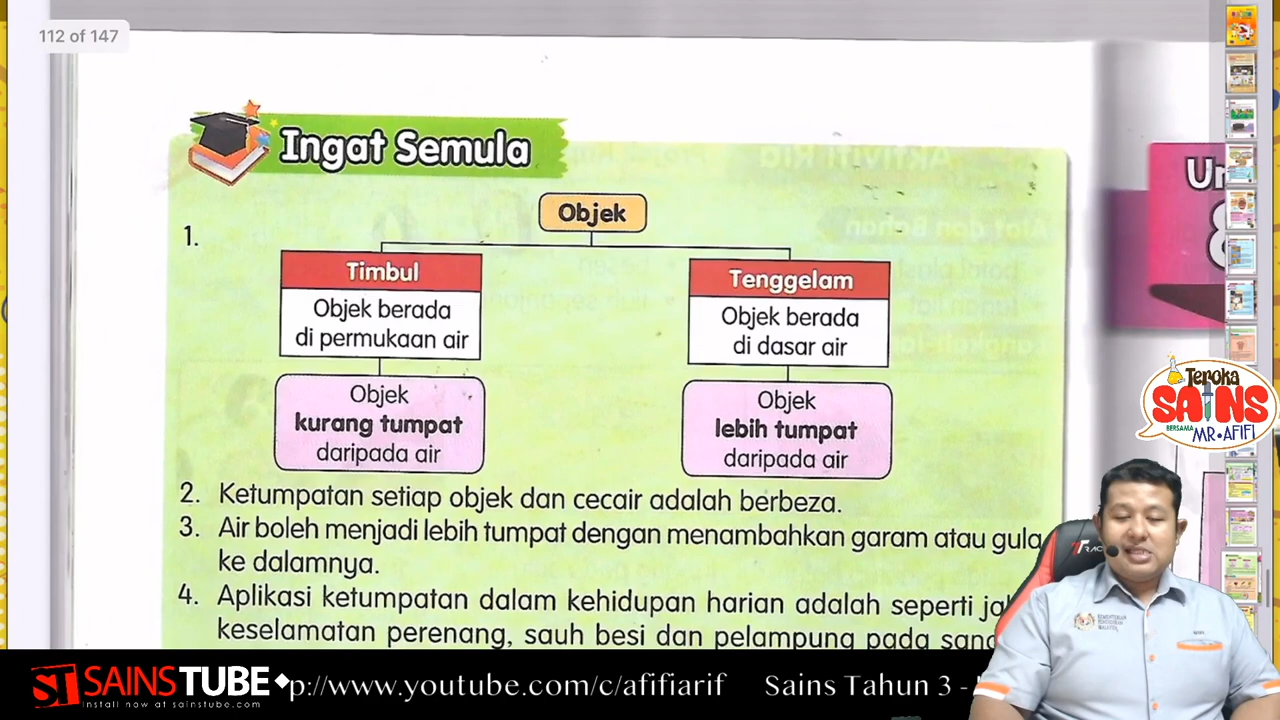 112 of 147
Ingat Semula
1.
Objek
Timbul
Objek berada
di permukaan air
Objek
kurang tumpat
daripada air
Tenggelam
Objek berada
di dasar air
Objek
lebih tumpat
daripada air
2. Ketumpatan setiap objek dan cecair adalah berbeza.
3. Air boleh menjadi lebih tumpat dengan menambahkan garam atau gula
ke dalamnya.
4. Aplikasi ketumpatan dalam kehidupan harian adalah seperti
keselamatan perenang, sauh besi dan pelampung pada
Teroka
SAINS
BERSAMA
MR.AFIFI
KEMENTERIAN
PENDIDIKAN
MALAYSIA
ST SAINSTUBE
Install now at sainstube.com
p://www.youtube.com/c/afifiarif Sains Tahun 3 -